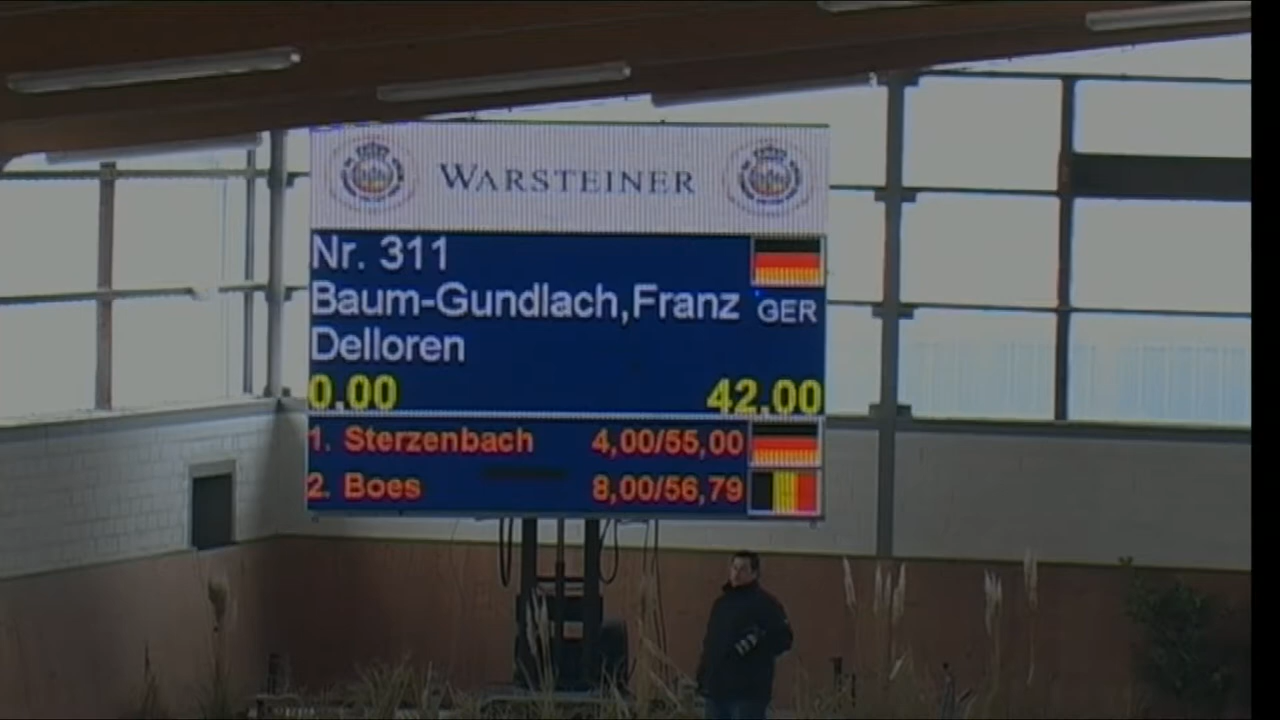 WARSTEINER
Nr. 311
Baum-Gundlach,Franz GER
Delloren
0.00 42.00
1. Sterzenbach 4,00/55,00
2. Boes 8,00/56,79